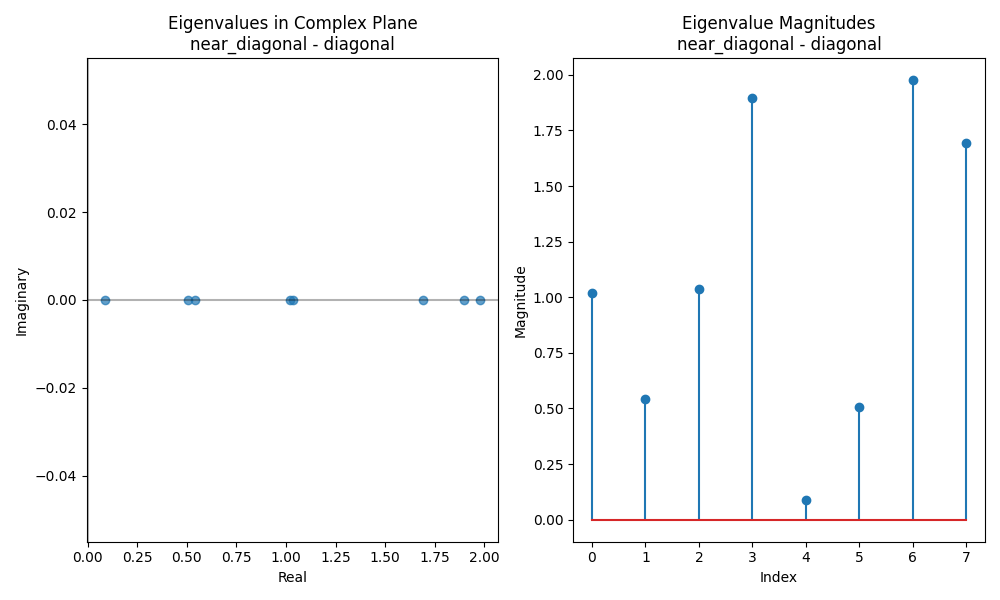 Eigenvalues in Complex Plane
near_diagonal - diagonal
0.04
0.02
0.00
−0.02
−0.04
Imaginary
0.00 0.25 0.50 0.75 1.00 1.25 1.50 1.75 2.00
Real
Eigenvalue Magnitudes
near_diagonal - diagonal
2.00
1.75
1.50
1.25
1.00
0.75
0.50
0.25
0.00
Magnitude
0 1 2 3 4 5 6 7
Index